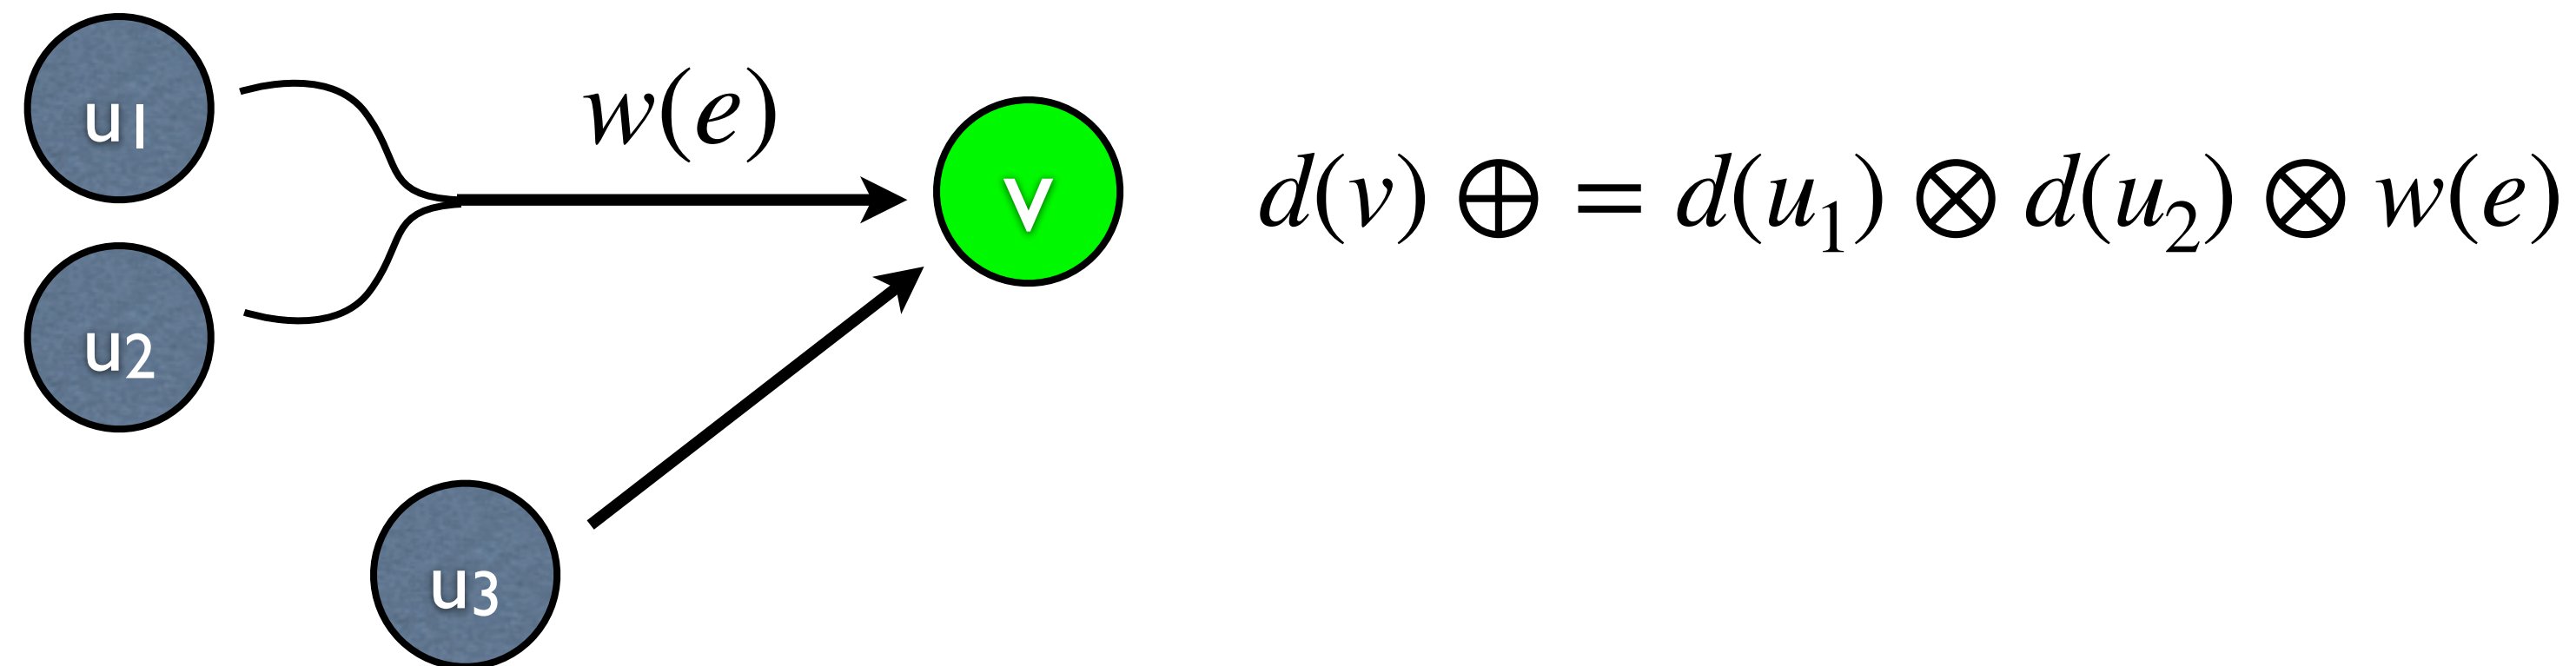 u1
w(e)
v
d(v) ⊕ = d(u₁) ⊗ d(u₂) ⊗ w(e)
u2
u3